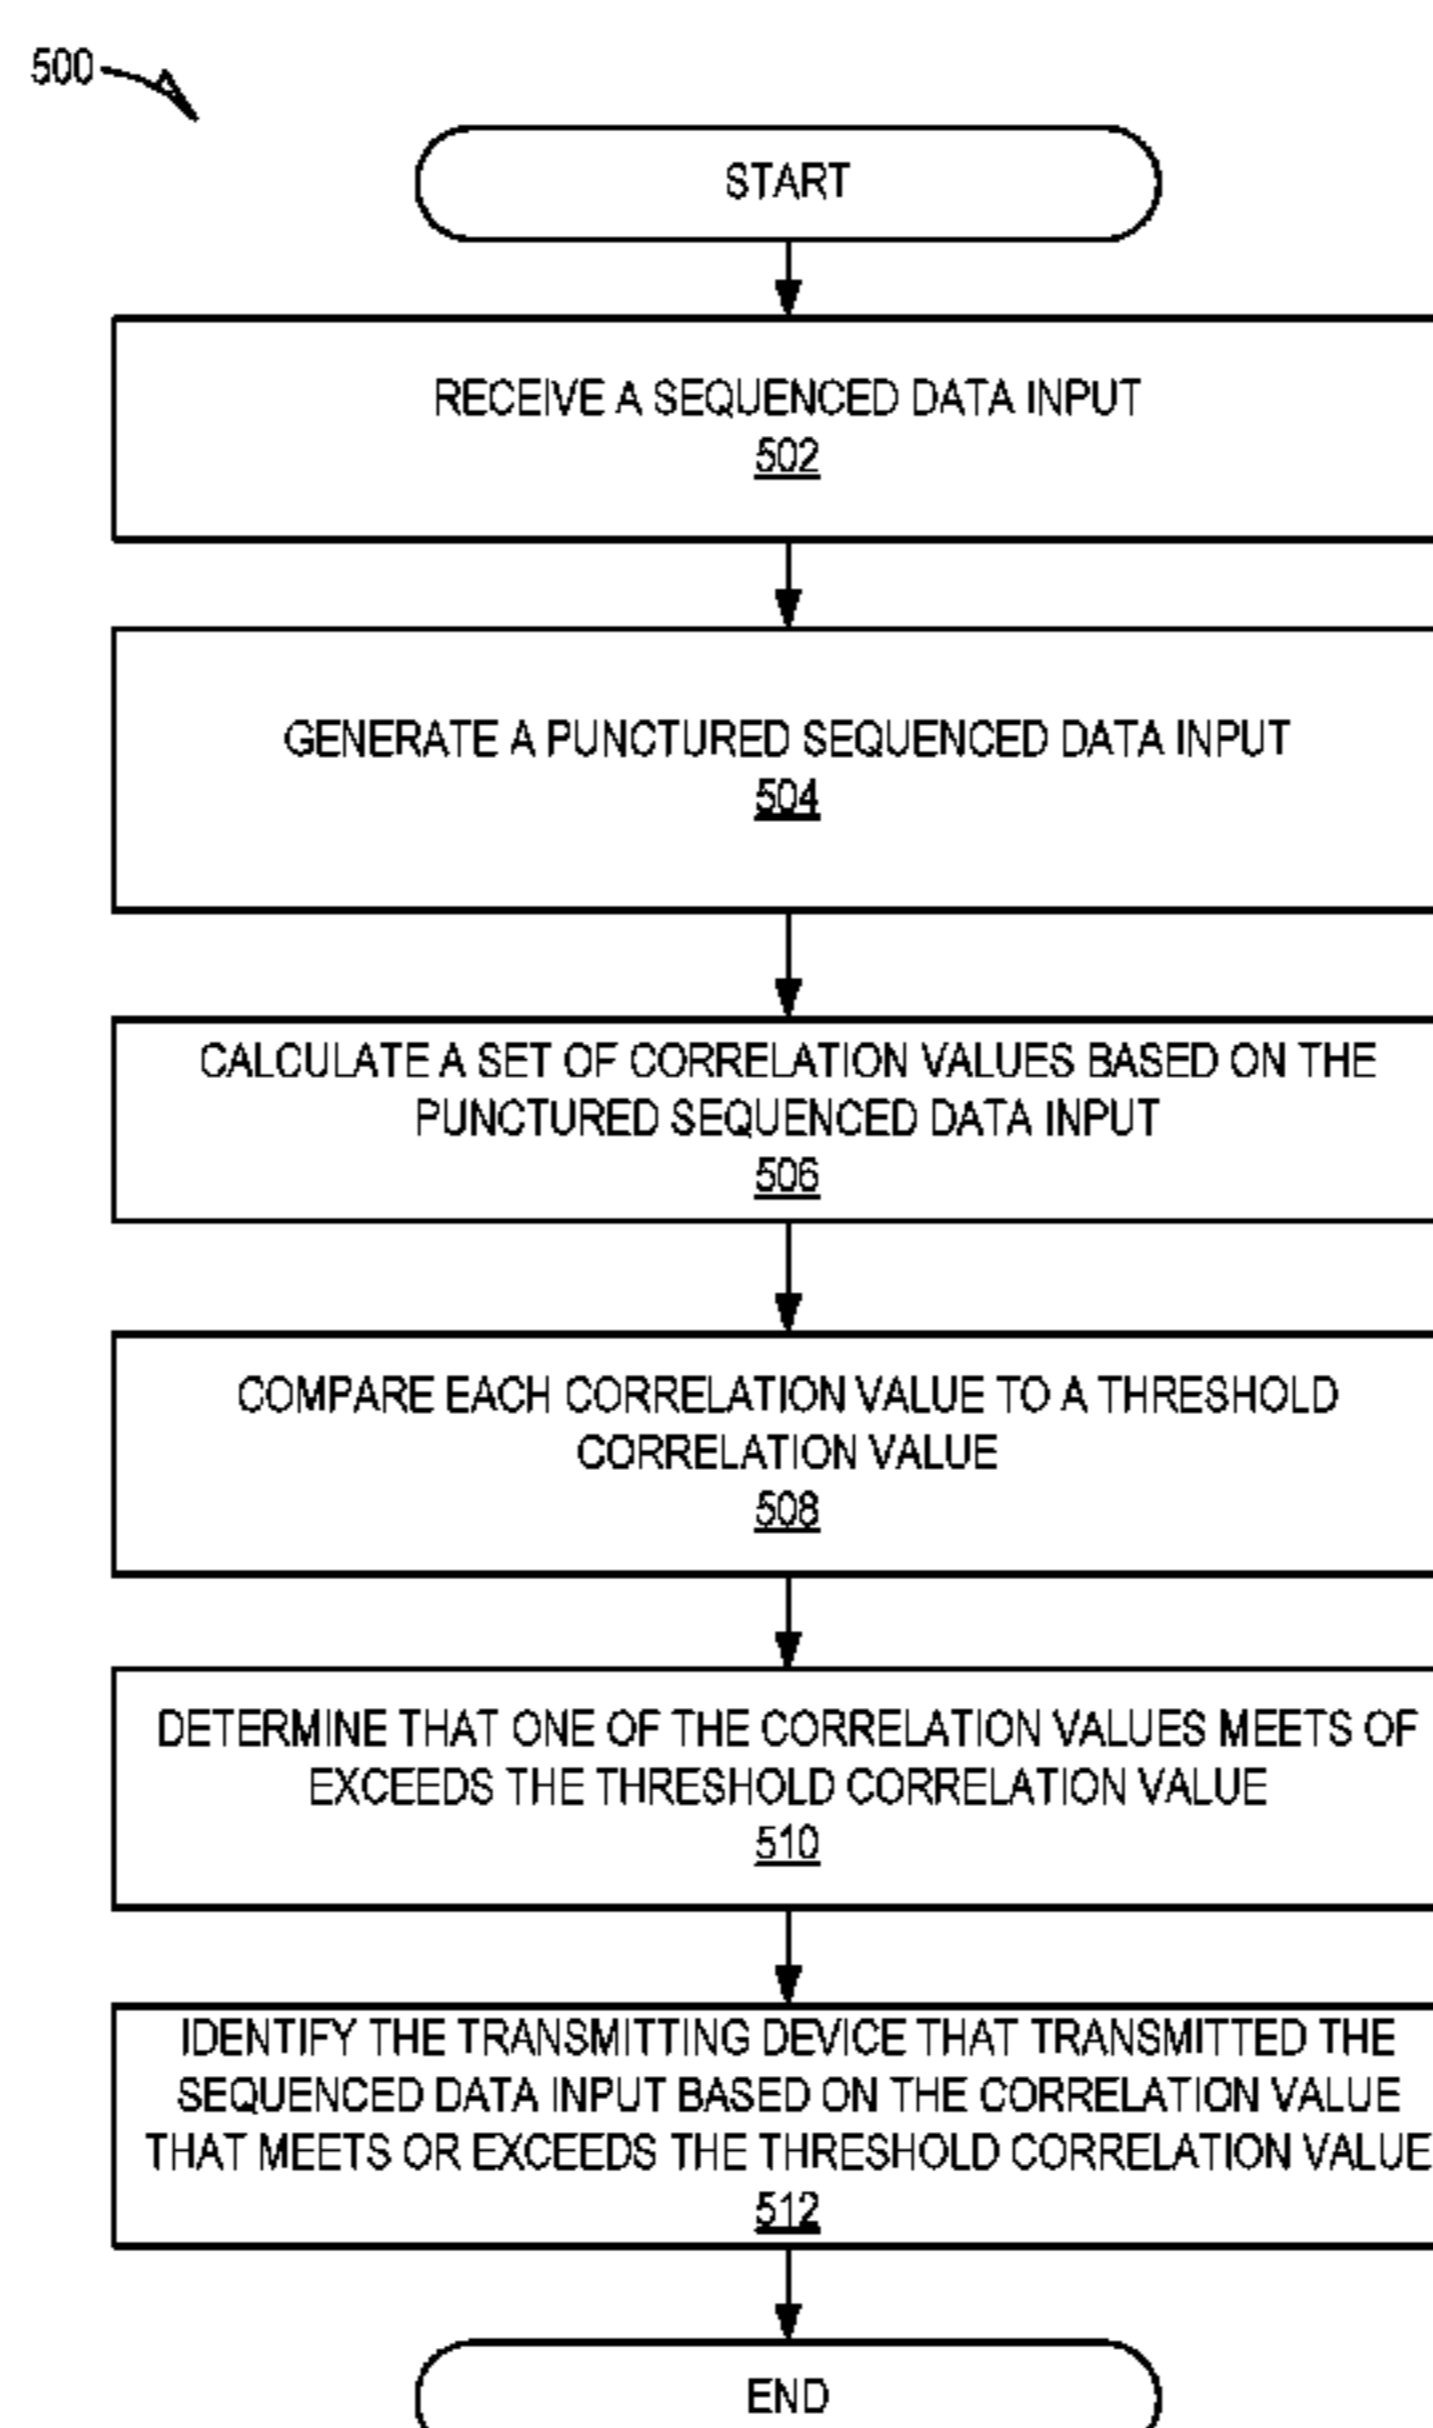 500
START
RECEIVE A SEQUENCED DATA INPUT
502
GENERATE A PUNCTURED SEQUENCED DATA INPUT
504
CALCULATE A SET OF CORRELATION VALUES BASED ON THE
PUNCTURED SEQUENCED DATA INPUT
506
COMPARE EACH CORRELATION VALUE TO A THRESHOLD
CORRELATION VALUE
508
DETERMINE THAT ONE OF THE CORRELATION VALUES MEETS OF
EXCEEDS THE THRESHOLD CORRELATION VALUE
510
IDENTIFY THE TRANSMITTING DEVICE THAT TRANSMITTED THE
SEQUENCED DATA INPUT BASED ON THE CORRELATION VALUE
THAT MEETS OR EXCEEDS THE THRESHOLD CORRELATION VALUE
512
END